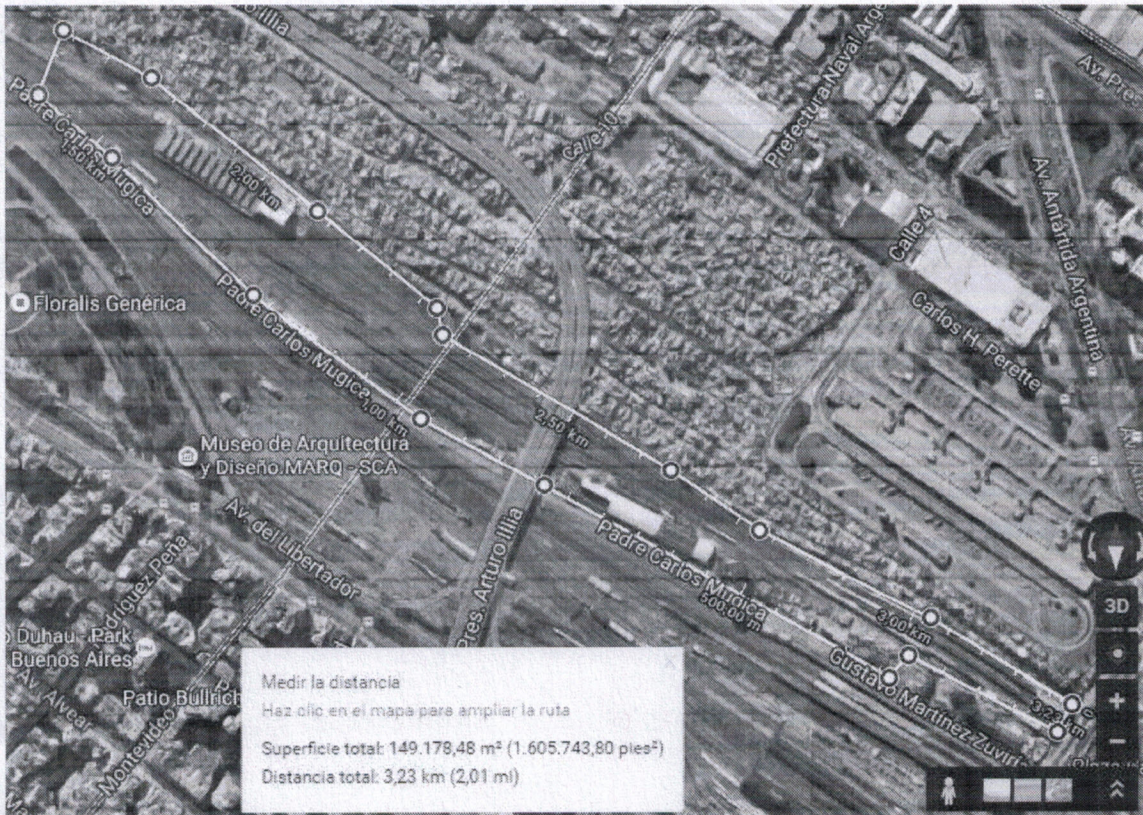 o Illia
Prefectura Naval Arg
Av. Pres
Padre Carlos Mugica
1,50 km
2,00 km
Calle 10
Calle 4
Av. Antártida Argentina
Floralis Genérica
Padre Carlos Mugica
1,00 km
Carlos H. Perette
2,50 km
Museo de Arquitectura
y Diseño MARQ - SCA
Av. del Libertador
Rodríguez Peña
Pres. Arturo Illia
Padre Carlos Mugica
500,00 m
3,00 km
3D
o Duhau - Park
Buenos Aires
Gustavo Martínez Zuviría
3,23 km
Patio Bullrich
Av. Alvear
Montevideo
Medir la distancia
Haz clic en el mapa para ampliar la ruta
Superficie total: 149.178,48 m² (1.605.743,80 pies²)
Distancia total: 3,23 km (2,01 mi)